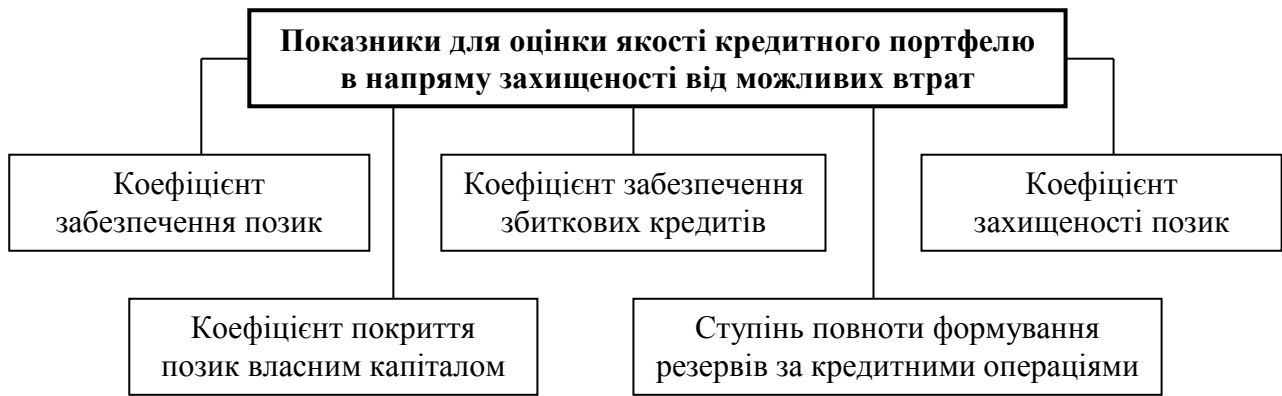 Показники для оцінки якості кредитного портфелю
в напряму захищеності від можливих втрат
Коефіцієнт
забезпечення позик
Коефіцієнт забезпечення
збиткових кредитів
Коефіцієнт
захищеності позик
Коефіцієнт покриття
позик власним капіталом
Ступінь повноти формування
резервів за кредитними операціями